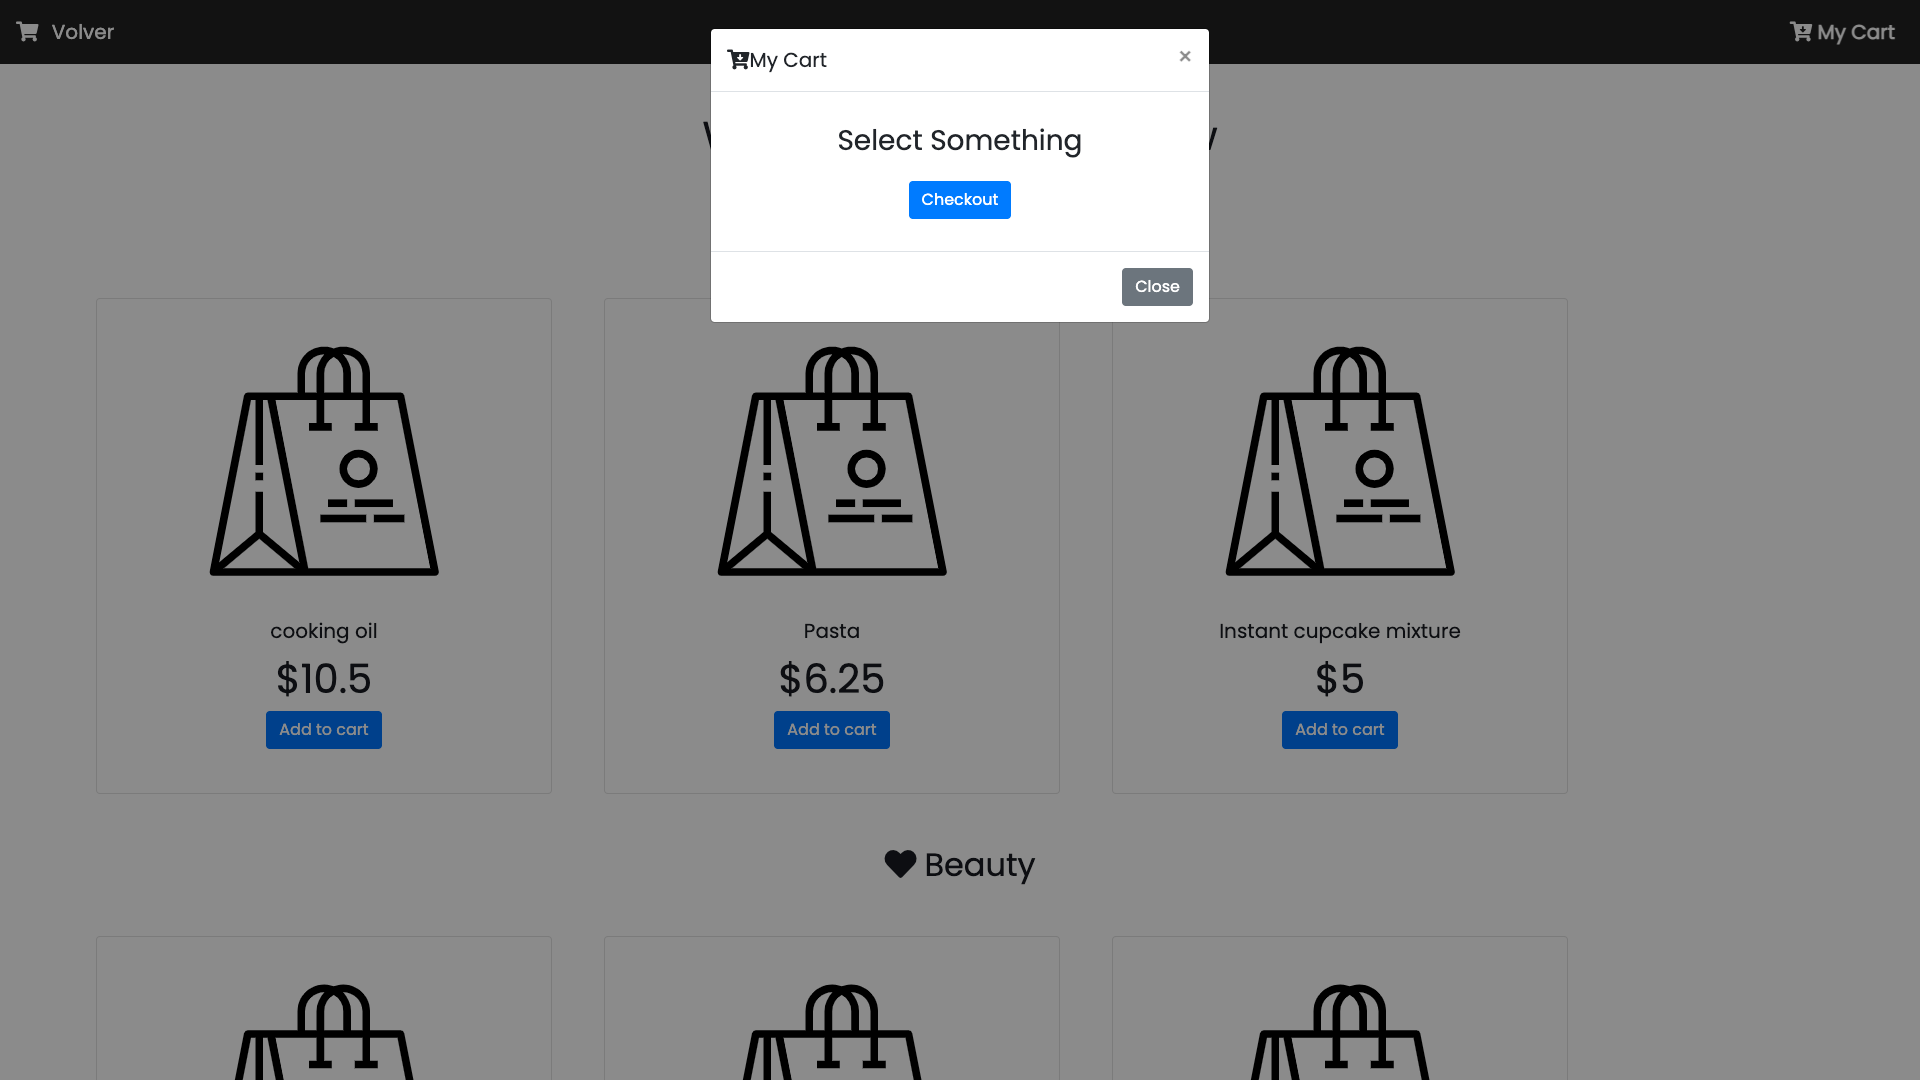 Volver
My Cart
My Cart
×
Select Something
Checkout
Close
cooking oil
$10.5
Add to cart
Pasta
$6.25
Add to cart
Instant cupcake mixture
$5
Add to cart
Beauty